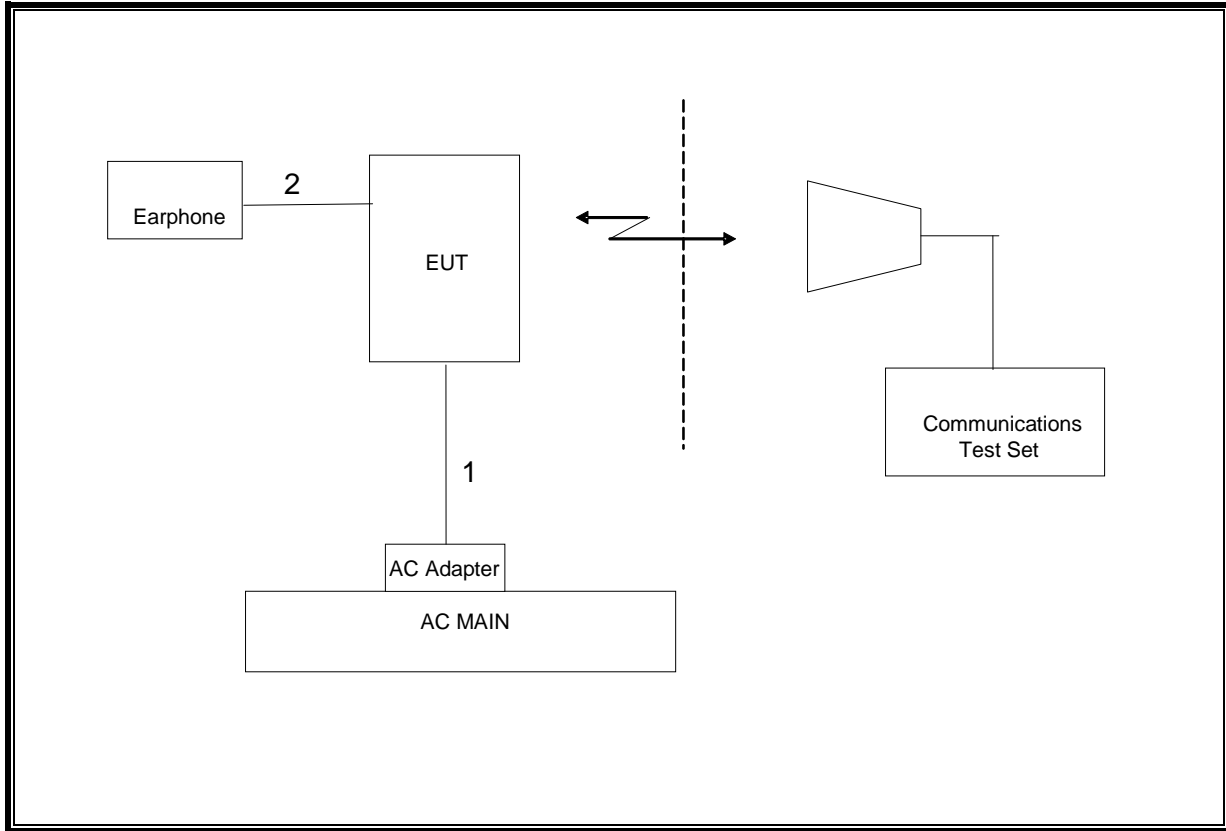 2
Earphone
EUT
Communications
Test Set
1
AC Adapter
AC MAIN